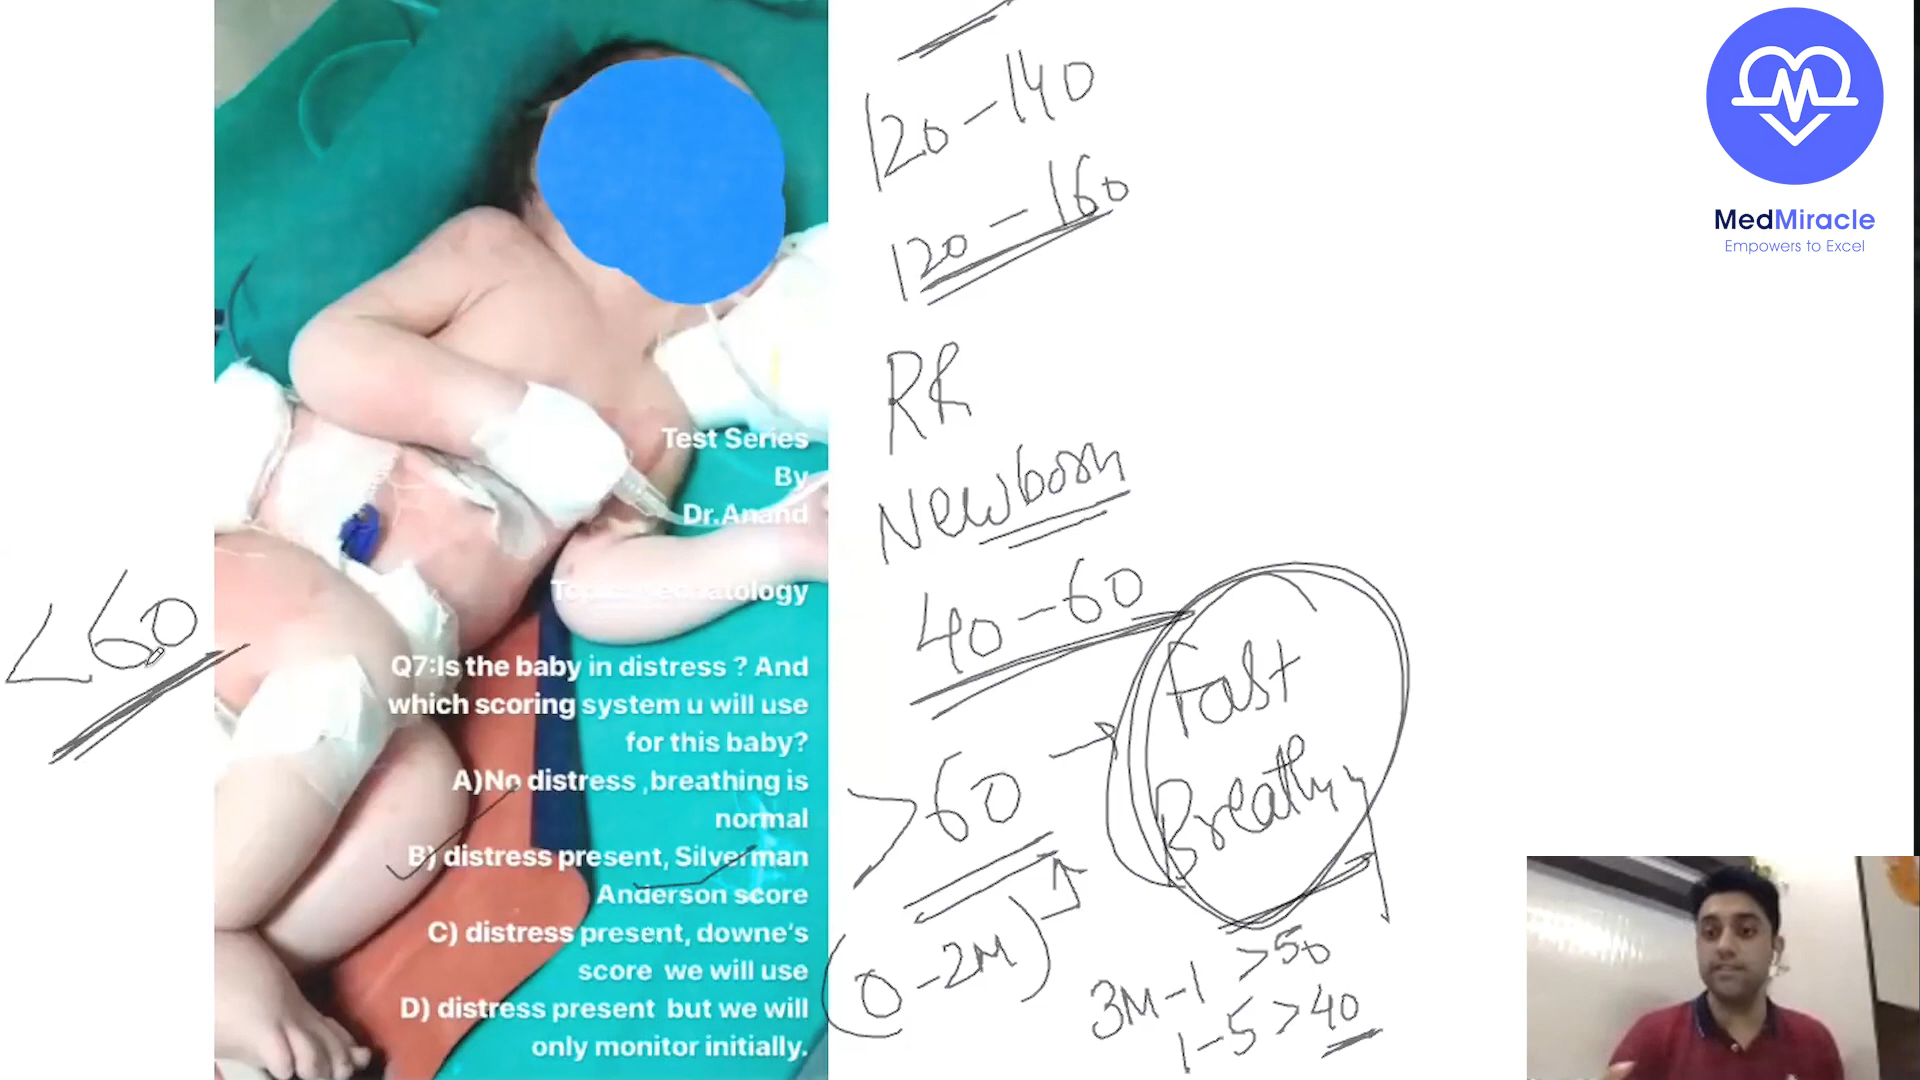 120-140
120-160
RR
Newborn
40-60
Fast
Breathing
>60
(0-2M)
3M-1 >50
1-5 >40
<60
Test Series
By
Dr.Anand
Topic: Neonatology
Q7:Is the baby in distress ? And
which scoring system u will use
for this baby?
A)No distress ,breathing is
normal
B) distress present, Silverman
Anderson score
C) distress present, downe's
score we will use
D) distress present but we will
only monitor initially.
MedMiracle
Empowers to Excel